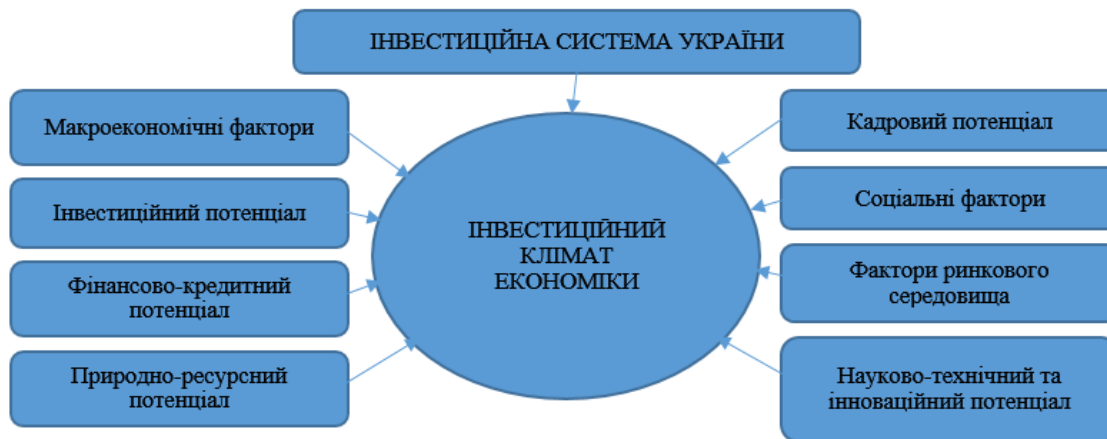 ІНВЕСТИЦІЙНА СИСТЕМА УКРАЇНИ
Макроекономічні фактори
Інвестиційний потенціал
Фінансово-кредитний
потенціал
Природно-ресурсний
потенціал
ІНВЕСТИЦІЙНИЙ
КЛІМАТ
ЕКОНОМІКИ
Кадровий потенціал
Соціальні фактори
Фактори ринкового
середовища
Науково-технічний та
інноваційний потенціал